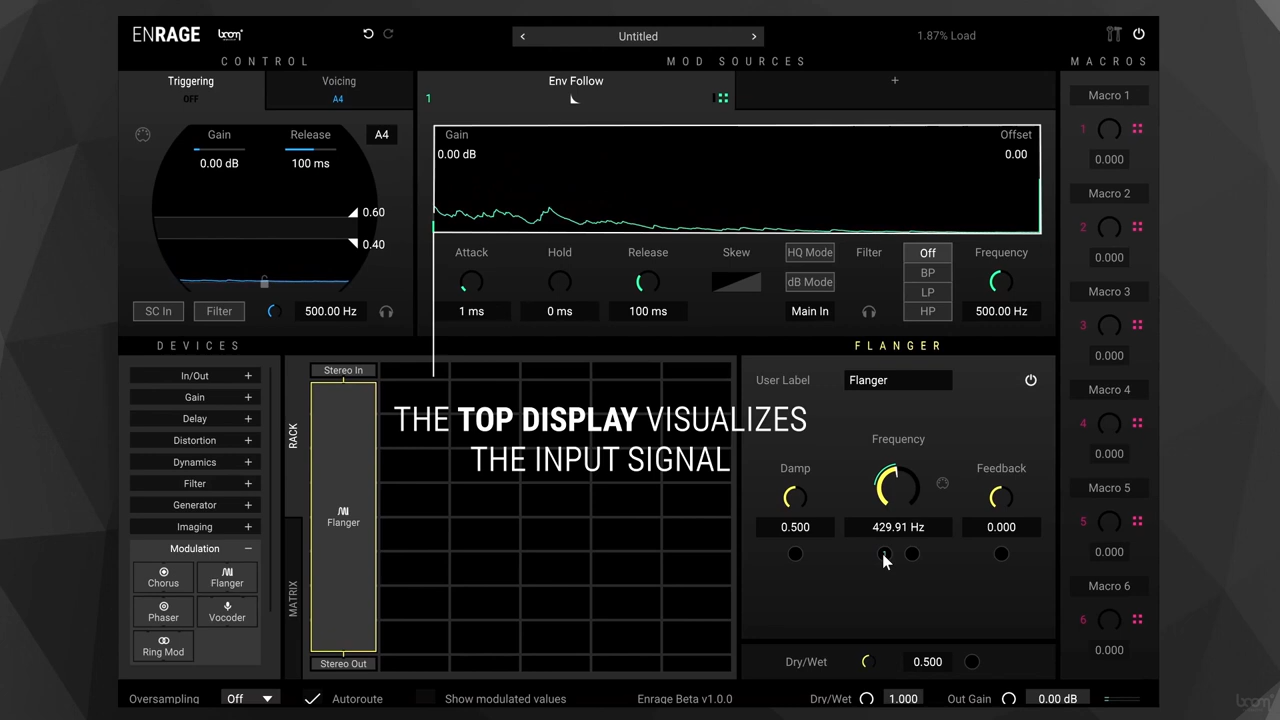 ENRAGE boom
< Untitled >
1.87% Load
CONTROL
MOD SOURCES
MACROS
Triggering
OFF
Voicing
A4
Env Follow
1
+
Gain
0.00 dB
Release
100 ms
A4
0.60
0.40
SC In
Filter
500.00 Hz
Gain
0.00 dB
Offset
0.00
Attack
1 ms
Hold
0 ms
Release
100 ms
Skew
HQ Mode
dB Mode
Main In
Filter
Off
BP
LP
HP
Frequency
500.00 Hz
Macro 1
1
0.000
Macro 2
2
0.000
Macro 3
3
0.000
Macro 4
4
0.000
Macro 5
5
0.000
Macro 6
6
0.000
DEVICES
In/Out +
Gain +
Delay +
Distortion +
Dynamics +
Filter +
Generator +
Imaging +
Modulation −
Chorus
Flanger
Phaser
Vocoder
Ring Mod
RACK
MATRIX
Stereo In
Flanger
Stereo Out
THE TOP DISPLAY VISUALIZES
THE INPUT SIGNAL
FLANGER
User Label
Flanger
Frequency
429.91 Hz
Damp
0.500
Feedback
0.000
Dry/Wet
0.500
Oversampling
Off
Autoroute
Show modulated values
Enrage Beta v1.0.0
Dry/Wet
1.000
Out Gain
0.00 dB
boom